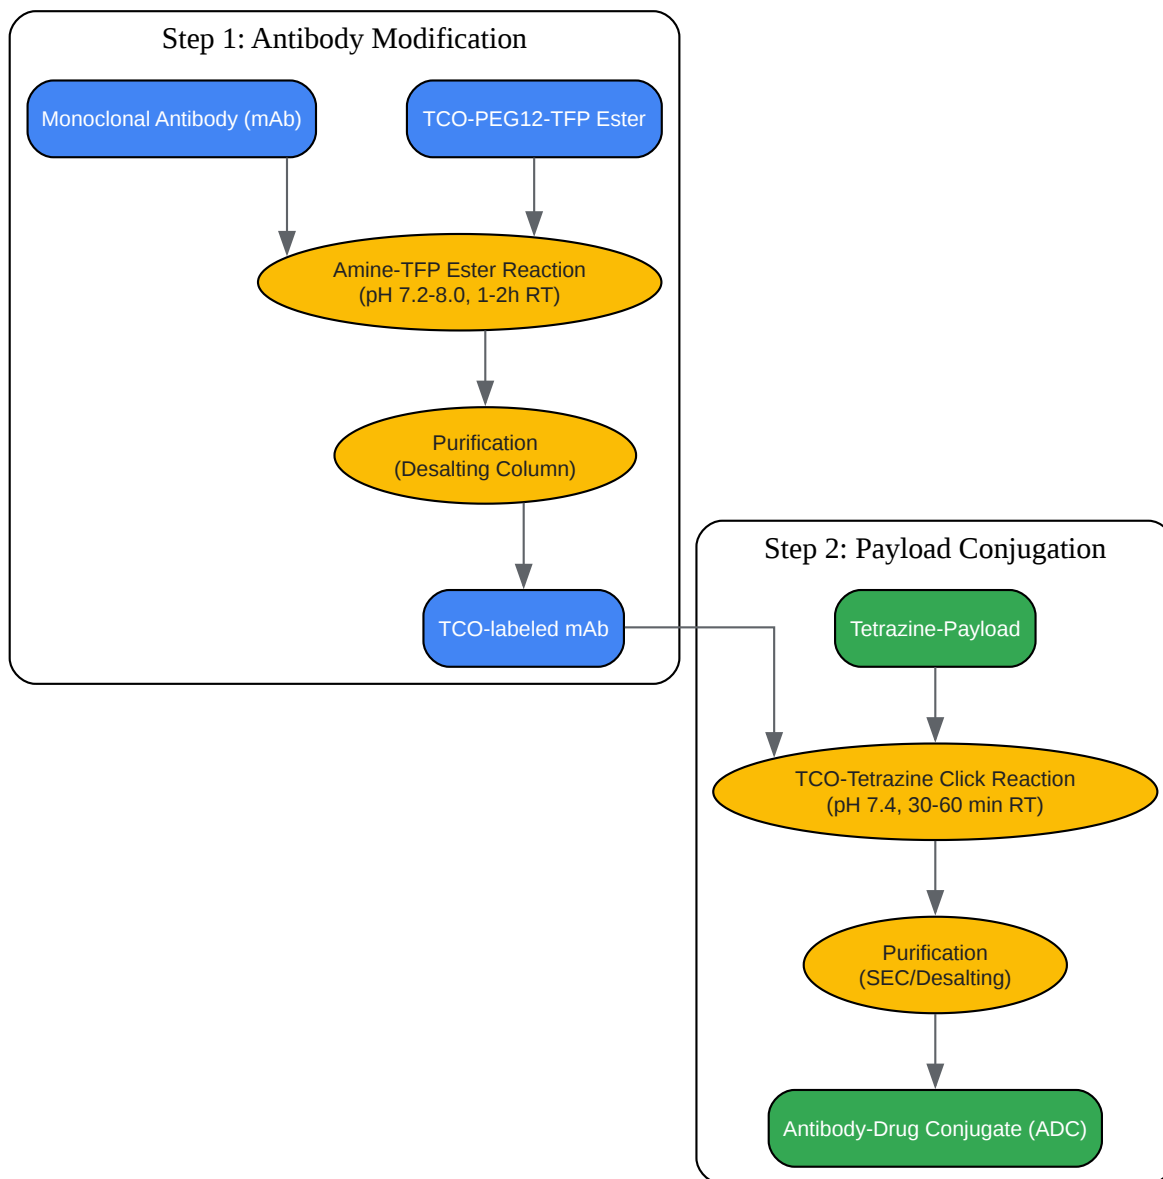 Step 1: Antibody Modification
Monoclonal Antibody (mAb)
TCO-PEG12-TFP Ester
Amine-TFP Ester Reaction
(pH 7.2-8.0, 1-2h RT)
Purification
(Desalting Column)
TCO-labeled mAb
Step 2: Payload Conjugation
Tetrazine-Payload
TCO-Tetrazine Click Reaction
(pH 7.4, 30-60 min RT)
Purification
(SEC/Desalting)
Antibody-Drug Conjugate (ADC)